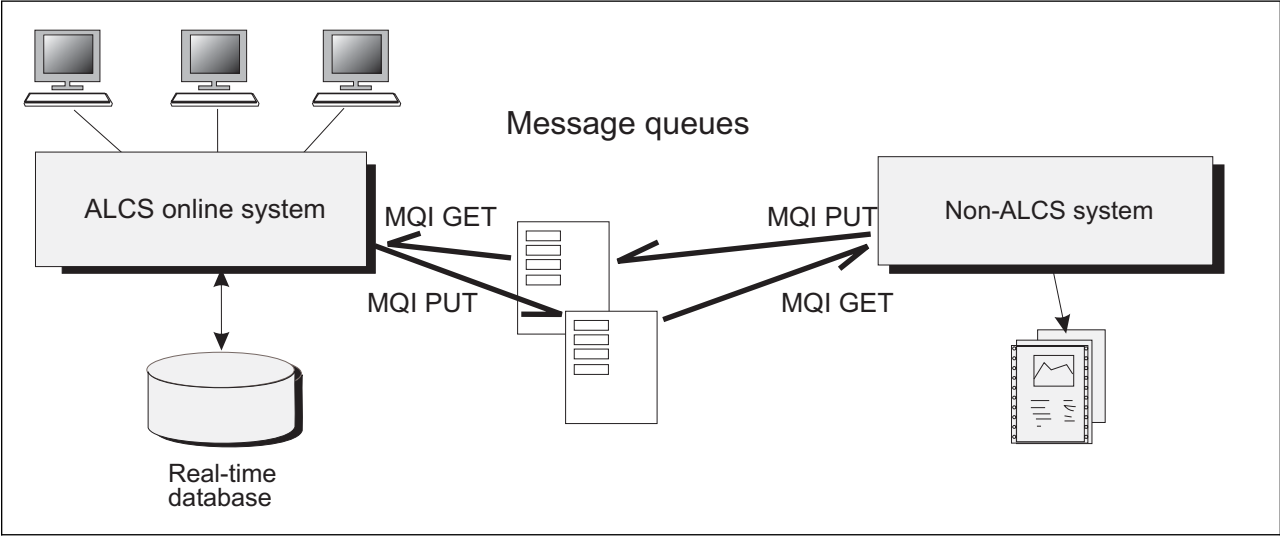 Message queues
ALCS online system
MQI GET
MQI PUT
Non-ALCS system
MQI PUT
MQI GET
Real-time
database